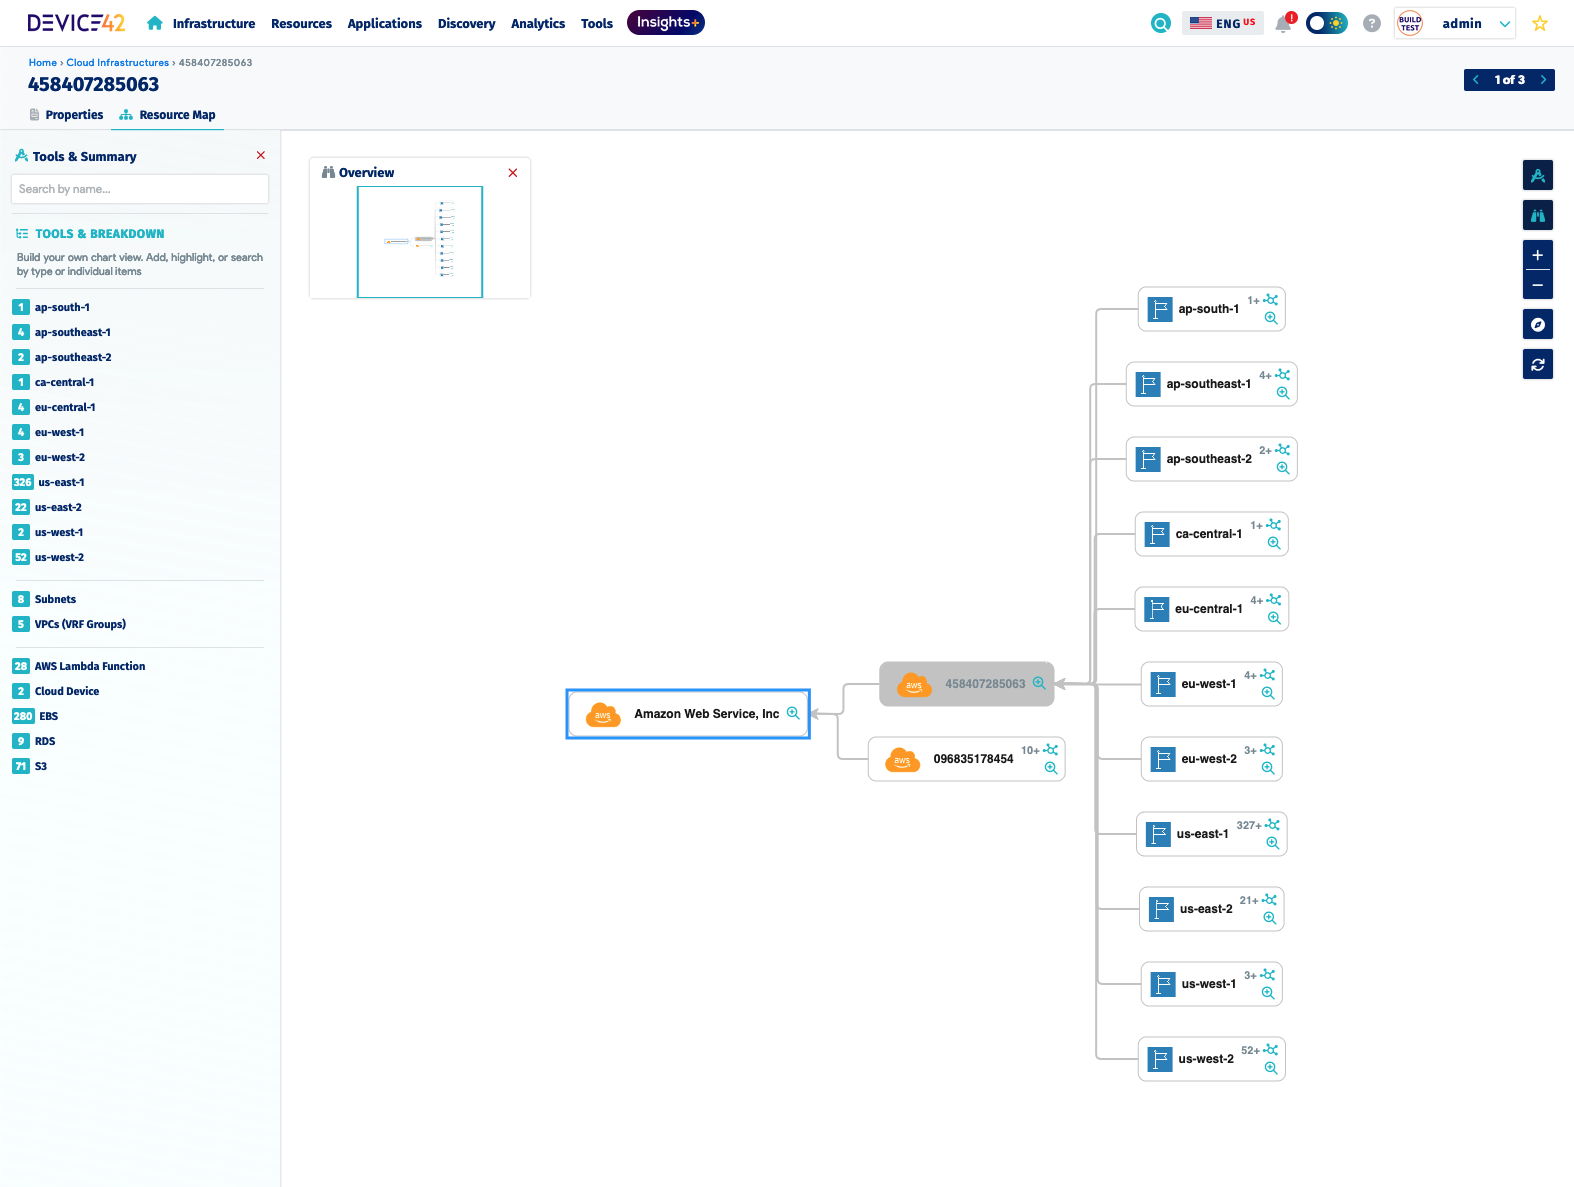 DEVICE42
Infrastructure
Resources
Applications
Discovery
Analytics
Tools
Insights+
ENG US
!
?
BUILD
TEST
admin
Home › Cloud Infrastructures › 458407285063
458407285063
1 of 3
Properties
Resource Map
Tools & Summary
Search by name...
TOOLS & BREAKDOWN
Build your own chart view. Add, highlight, or search
by type or individual items
1 ap-south-1
4 ap-southeast-1
2 ap-southeast-2
1 ca-central-1
4 eu-central-1
4 eu-west-1
3 eu-west-2
326 us-east-1
22 us-east-2
2 us-west-1
52 us-west-2
8 Subnets
5 VPCs (VRF Groups)
28 AWS Lambda Function
2 Cloud Device
280 EBS
9 RDS
71 S3
Overview
aws Amazon Web Service, Inc
aws 458407285063
aws 096835178454 10+
ap-south-1 1+
ap-southeast-1 4+
ap-southeast-2 2+
ca-central-1 1+
eu-central-1 4+
eu-west-1 4+
eu-west-2 3+
us-east-1 327+
us-east-2 21+
us-west-1 3+
us-west-2 52+